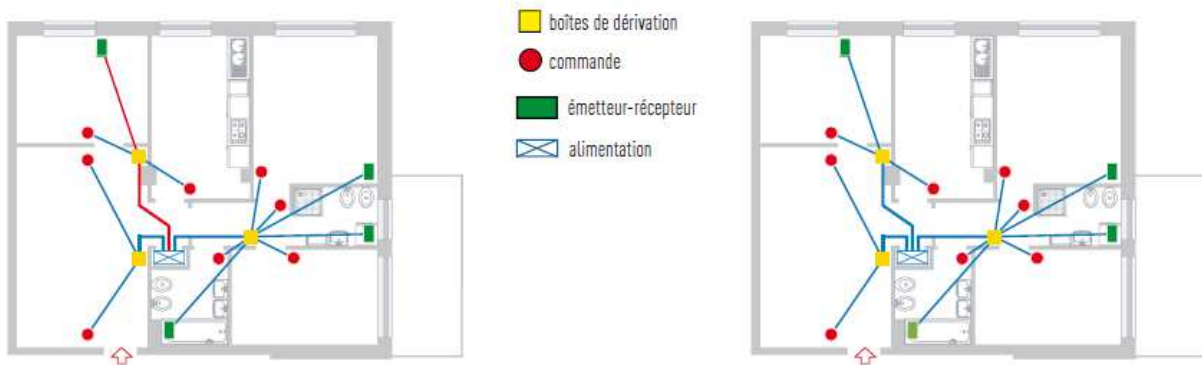 boîtes de dérivation
commande
émetteur-récepteur
alimentation